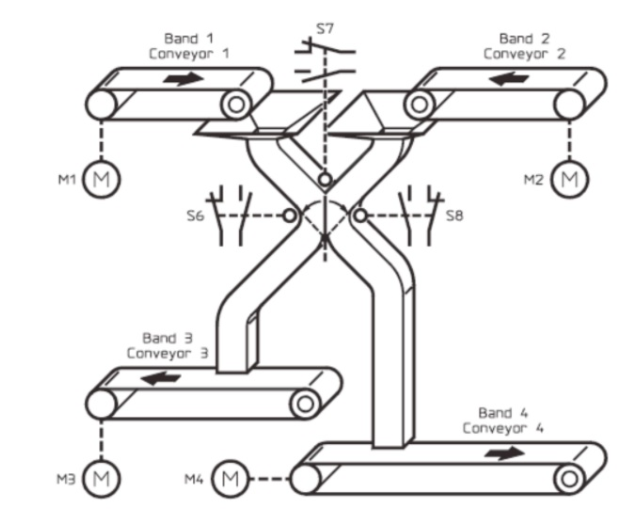 S7
Band 1
Conveyor 1
Band 2
Conveyor 2
M1
M
M2
M
S6
S8
Band 3
Conveyor 3
Band 4
Conveyor 4
M3
M
M4
M